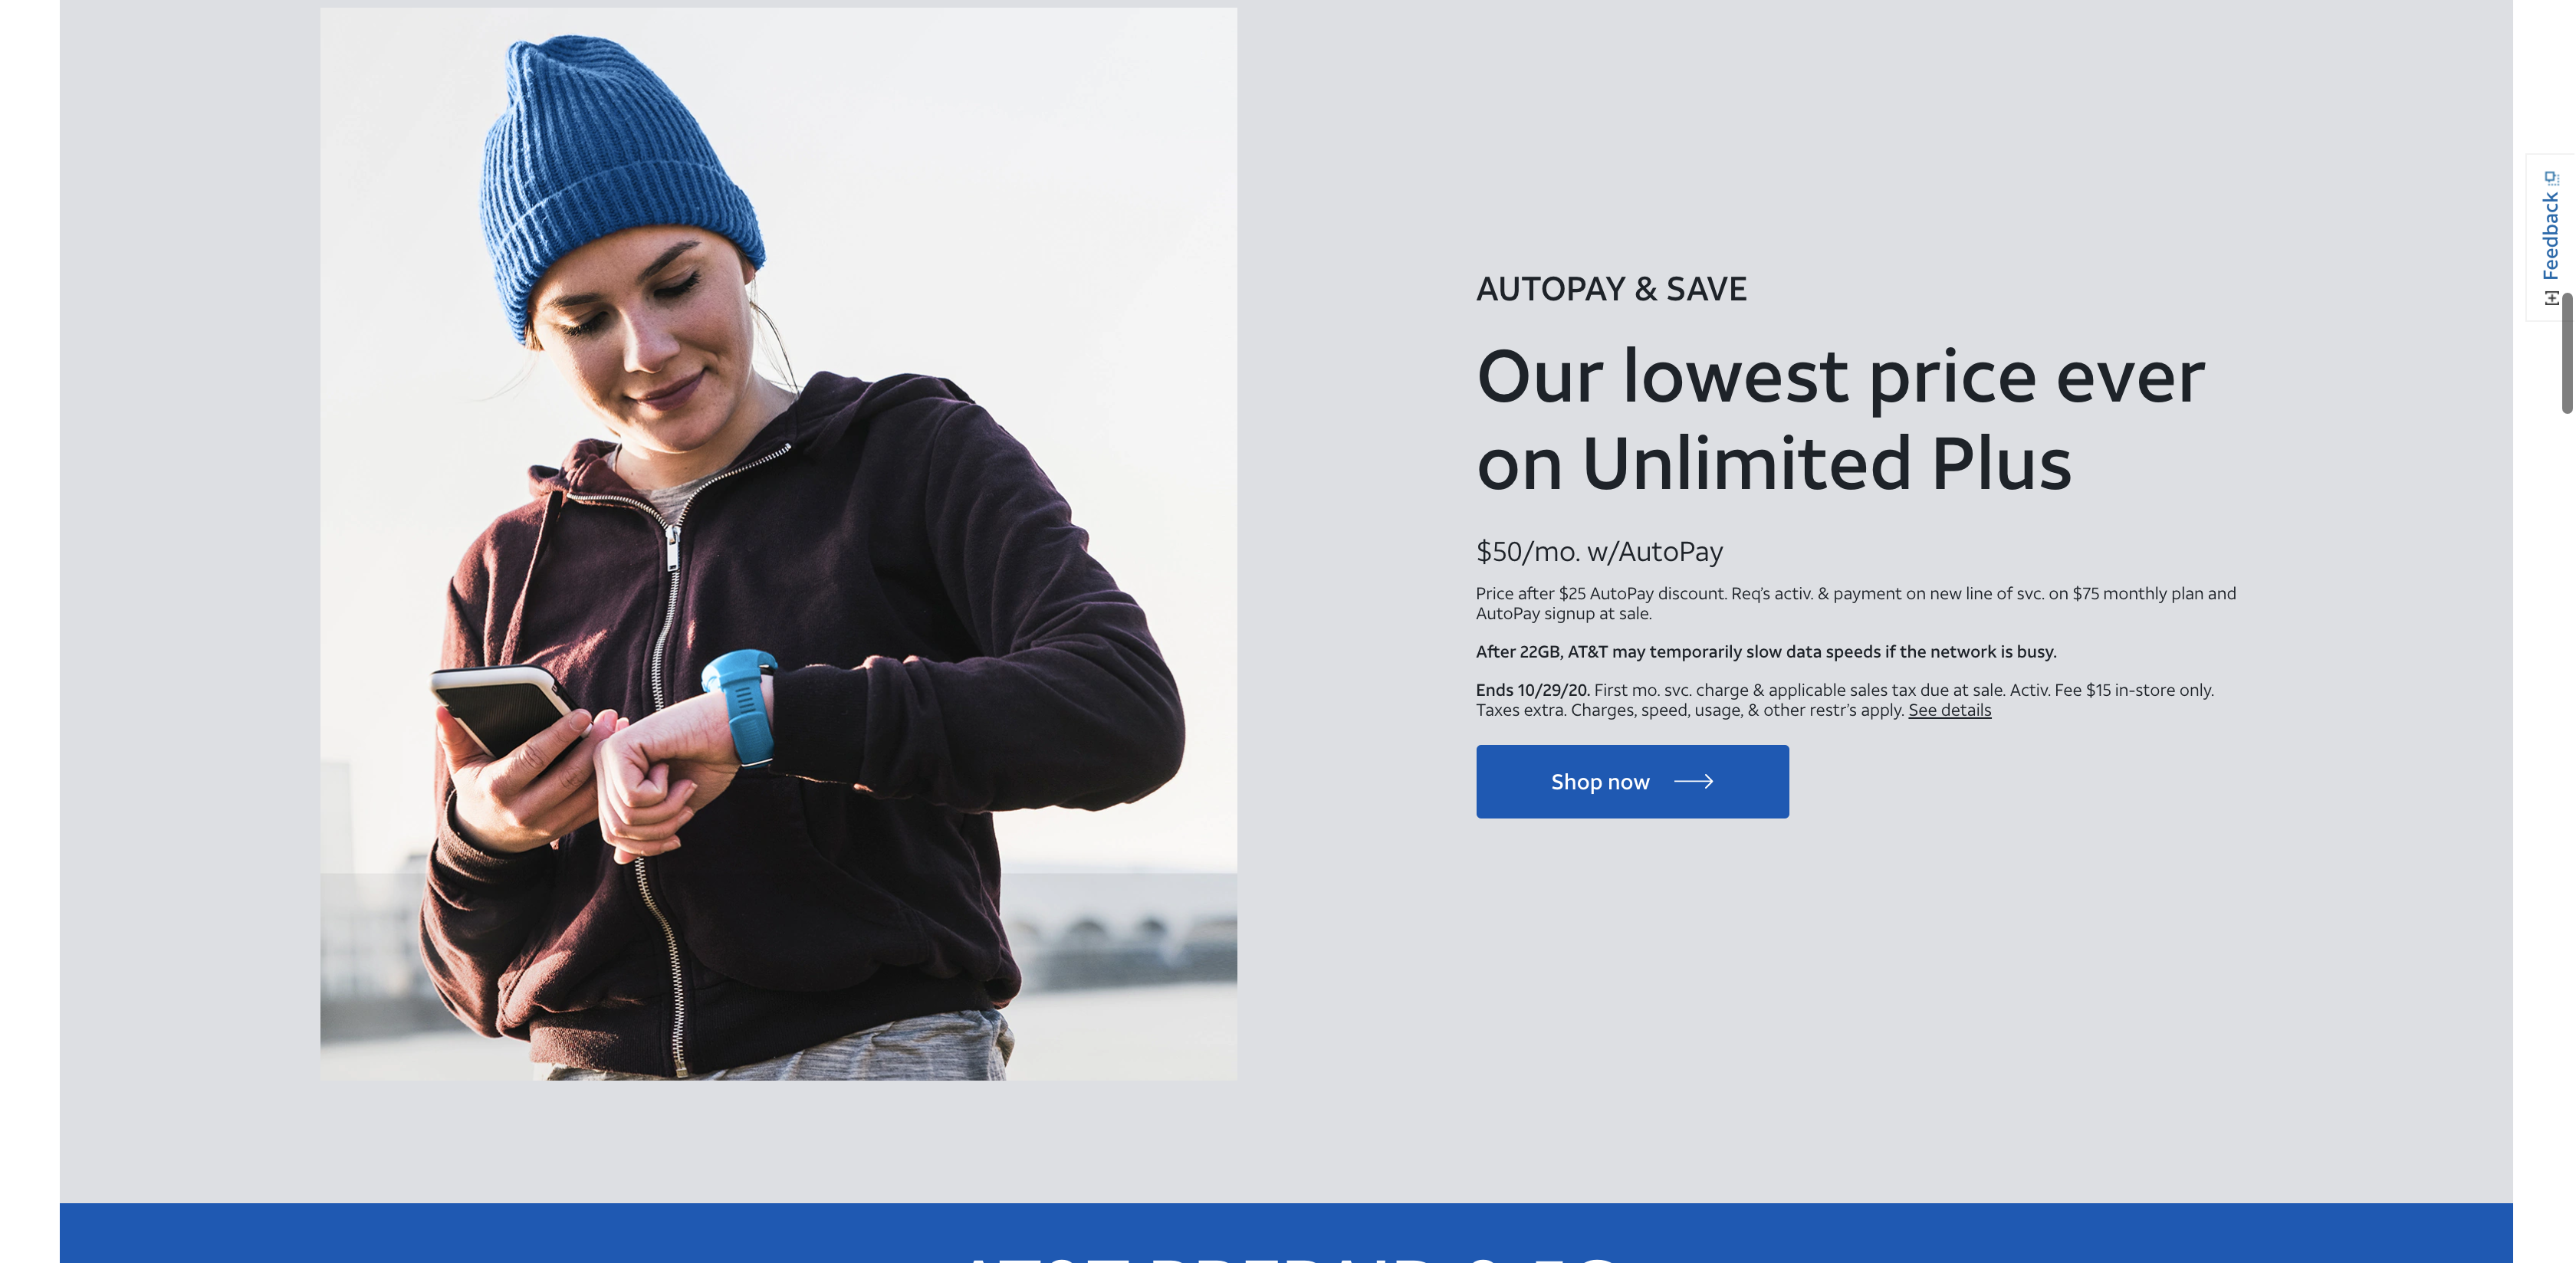 AUTOPAY & SAVE
Our lowest price ever
on Unlimited Plus
$50/mo. w/AutoPay
Price after $25 AutoPay discount. Req's activ. & payment on new line of svc. on $75 monthly plan and
AutoPay signup at sale.
After 22GB, AT&T may temporarily slow data speeds if the network is busy.
Ends 10/29/20. First mo. svc. charge & applicable sales tax due at sale. Activ. Fee $15 in-store only.
Taxes extra. Charges, speed, usage, & other restr's apply. See details
Shop now
Feedback